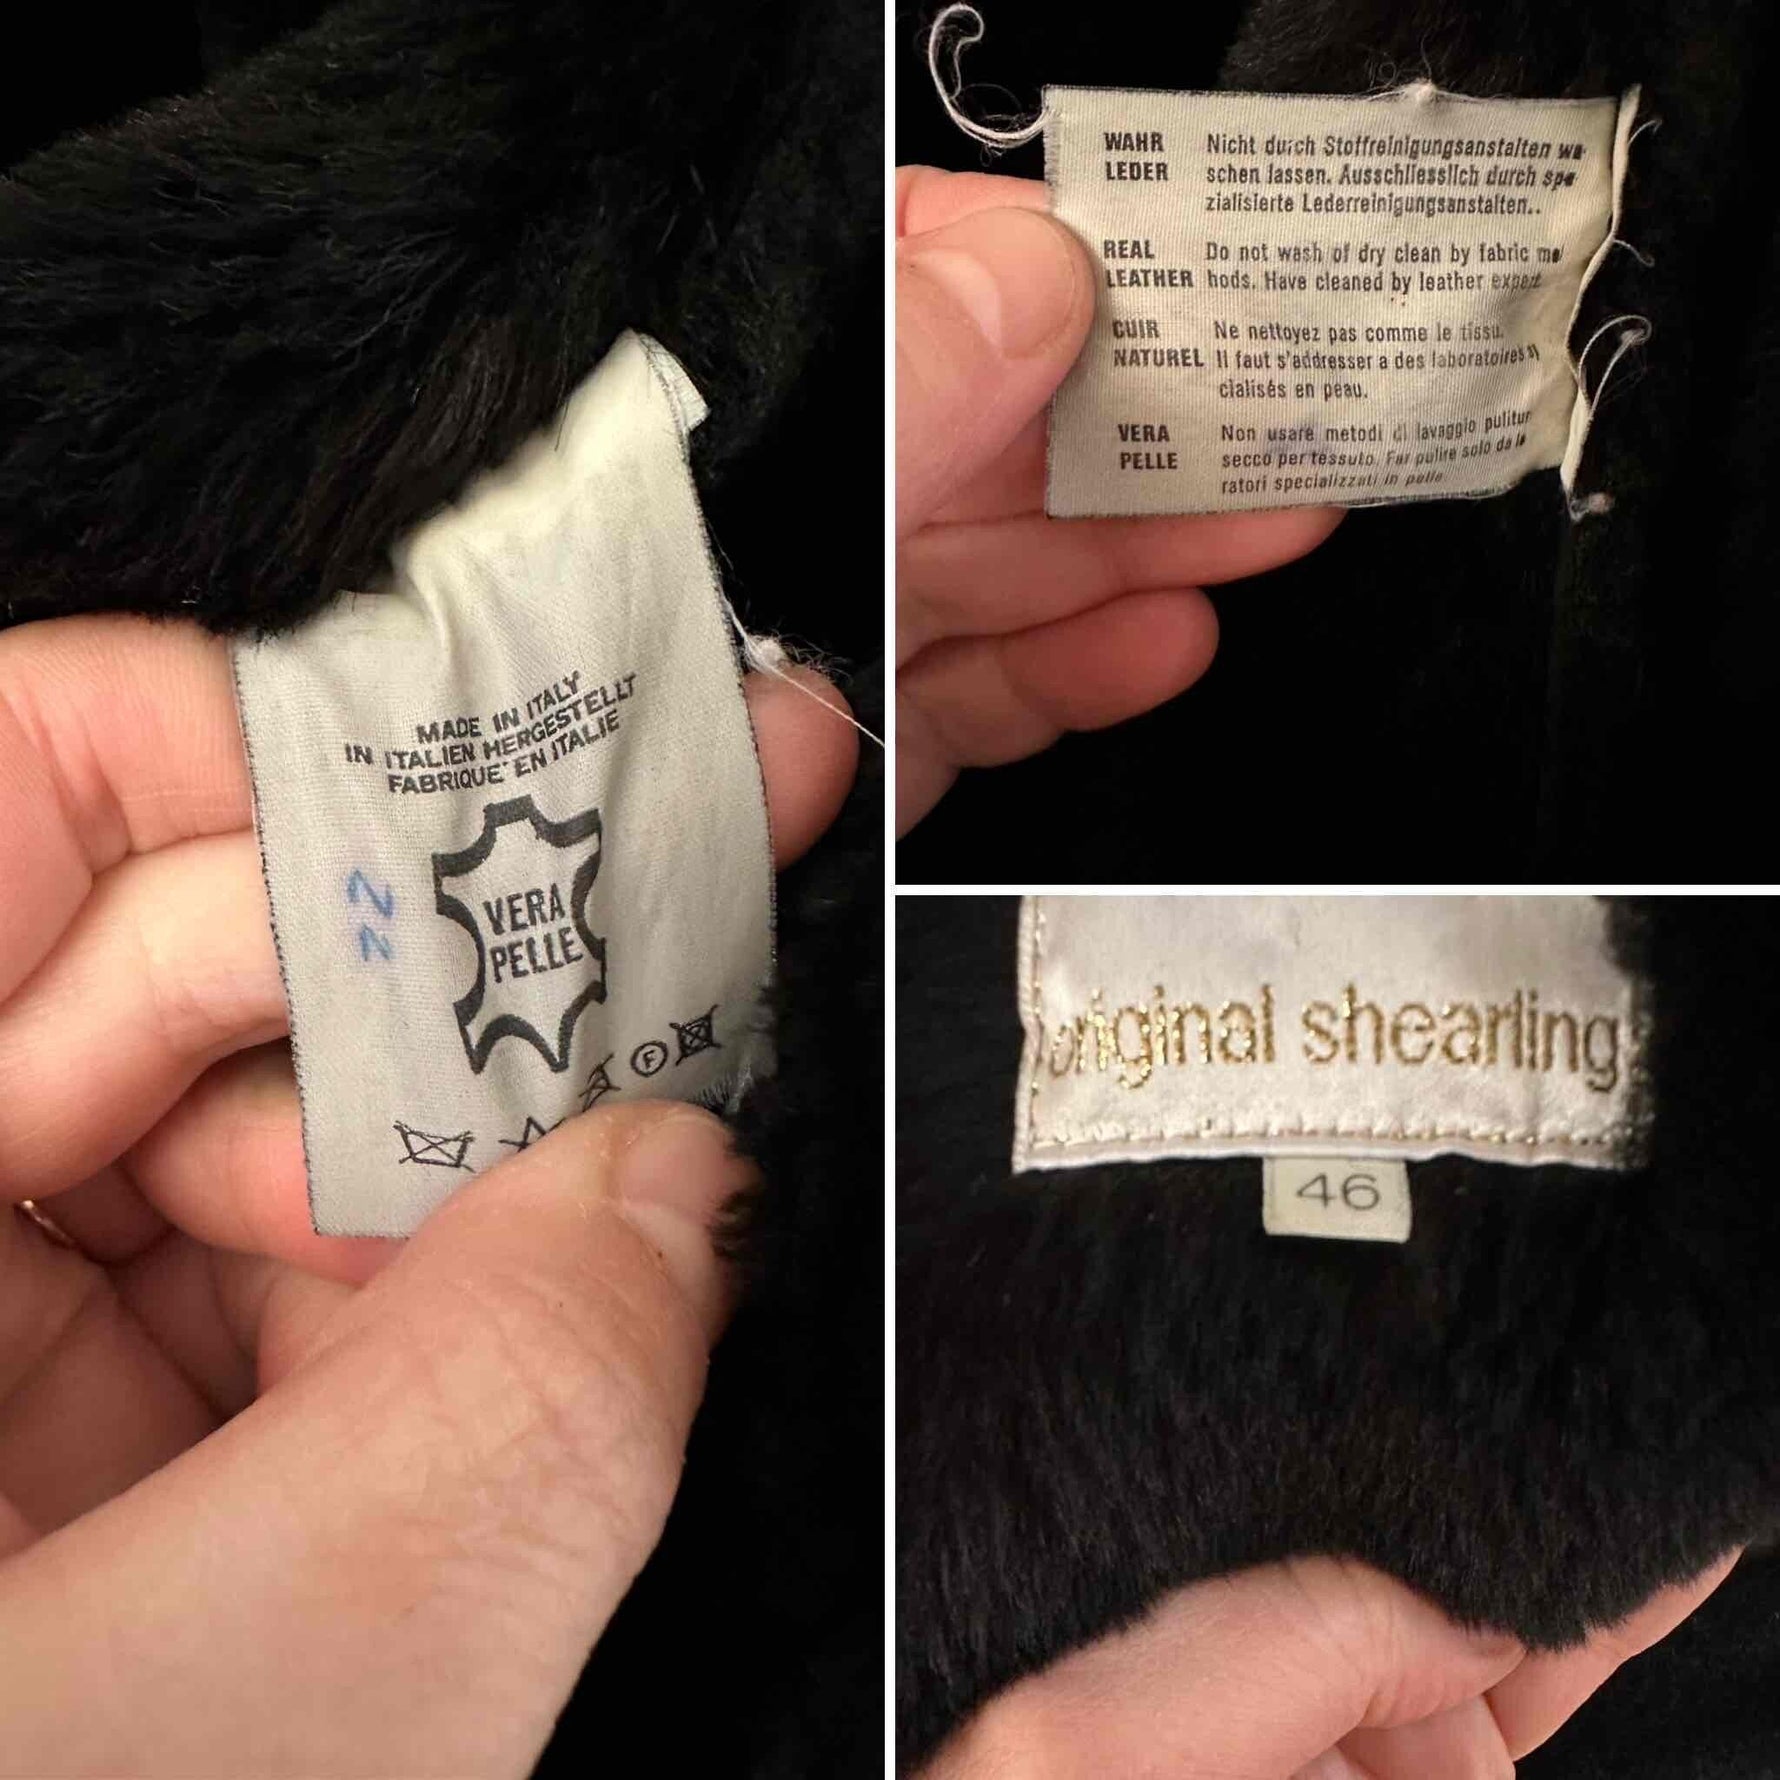 MADE IN ITALY
IN ITALIEN HERGESTELLT
FABRIQUE' EN ITALIE
VERA
PELLE
F
WAHR LEDER
Nicht durch Stoffreinigungsanstalten wa-
schen lassen. Ausschliesslich durch spe
zialisierte Lederreinigungsanstalten..
REAL LEATHER
Do not wash of dry clean by fabric me
hods. Have cleaned by leather expert
CUIR NATUREL
Ne nettoyez pas comme le tissu.
Il faut s'addresser a des laboratoires
cialisés en peau.
VERA PELLE
Non usare metodi di lavaggio pulitur
secco per tessuto. Far pulire solo da la
ratori specializzati in pelle
original shearling
46